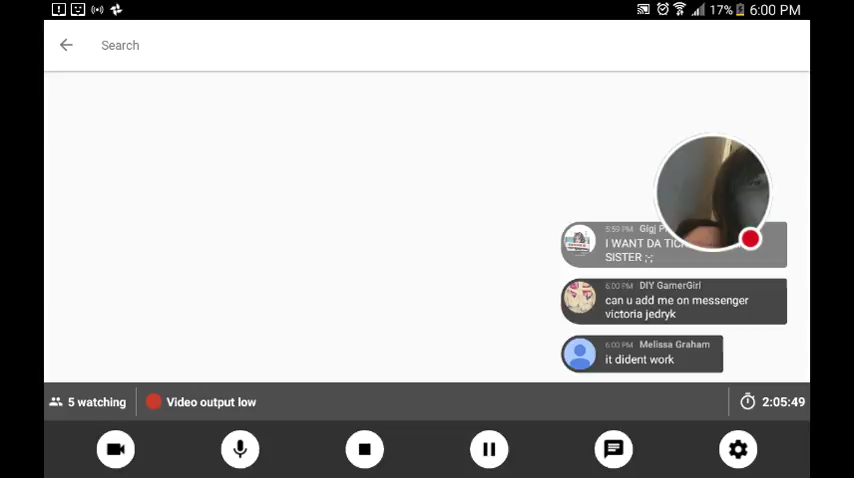 17% 6:00 PM
Search
5:59 PM Gigj
I WANT DA
SISTER ;-;
6:00 PM DIY GamerGirl
can u add me on messenger
victoria jedryk
6:00 PM Melissa Graham
it dident work
5 watching Video output low 2:05:49